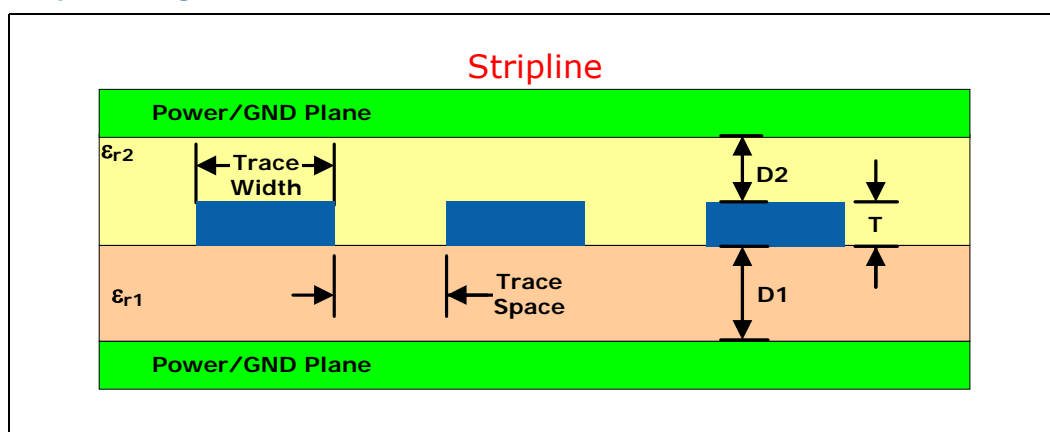 Stripline
Power/GND Plane
εr2
Trace
Width
D2
T
εr1
Trace
Space
D1
Power/GND Plane